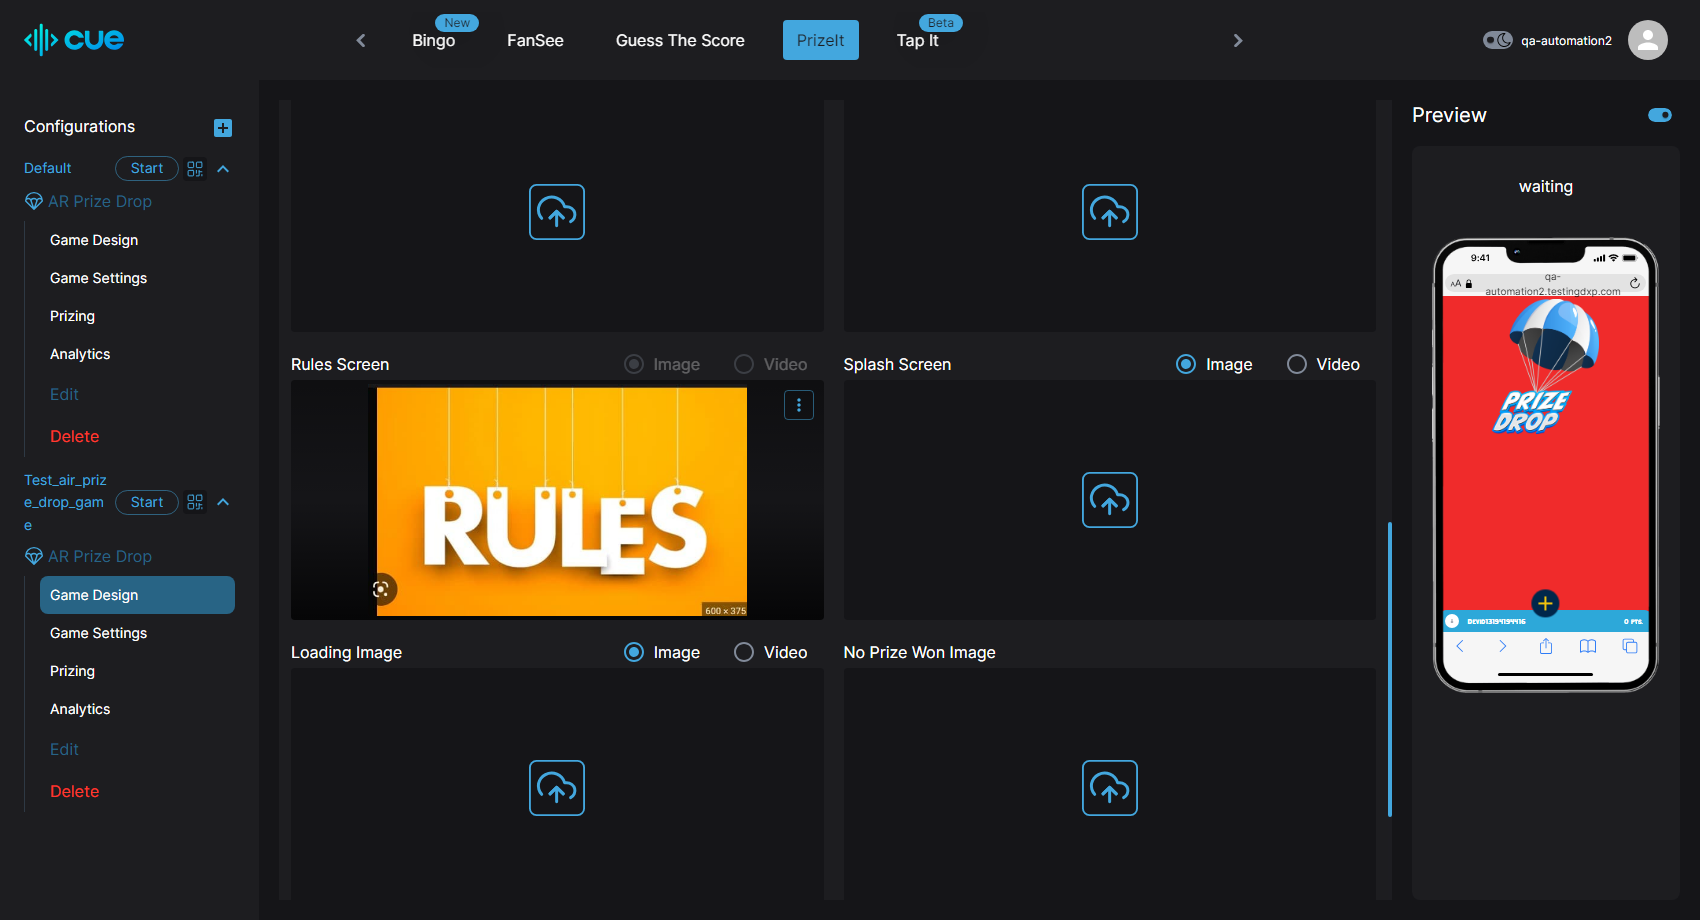 cue
Bingo
New
FanSee
Guess The Score
PrizeIt
Tap It
Beta
qa-automation2
Configurations
Default
Start
AR Prize Drop
Game Design
Game Settings
Prizing
Analytics
Edit
Delete
Test_air_priz
e_drop_gam
e
Start
AR Prize Drop
Game Design
Game Settings
Prizing
Analytics
Edit
Delete
Rules Screen
Image
Video
RULES
600 × 375
Splash Screen
Image
Video
Loading Image
Image
Video
No Prize Won Image
Preview
waiting
9:41
AA
qa-
automation2.testingdxp.com
PRIZE
DROP
0 PTS.